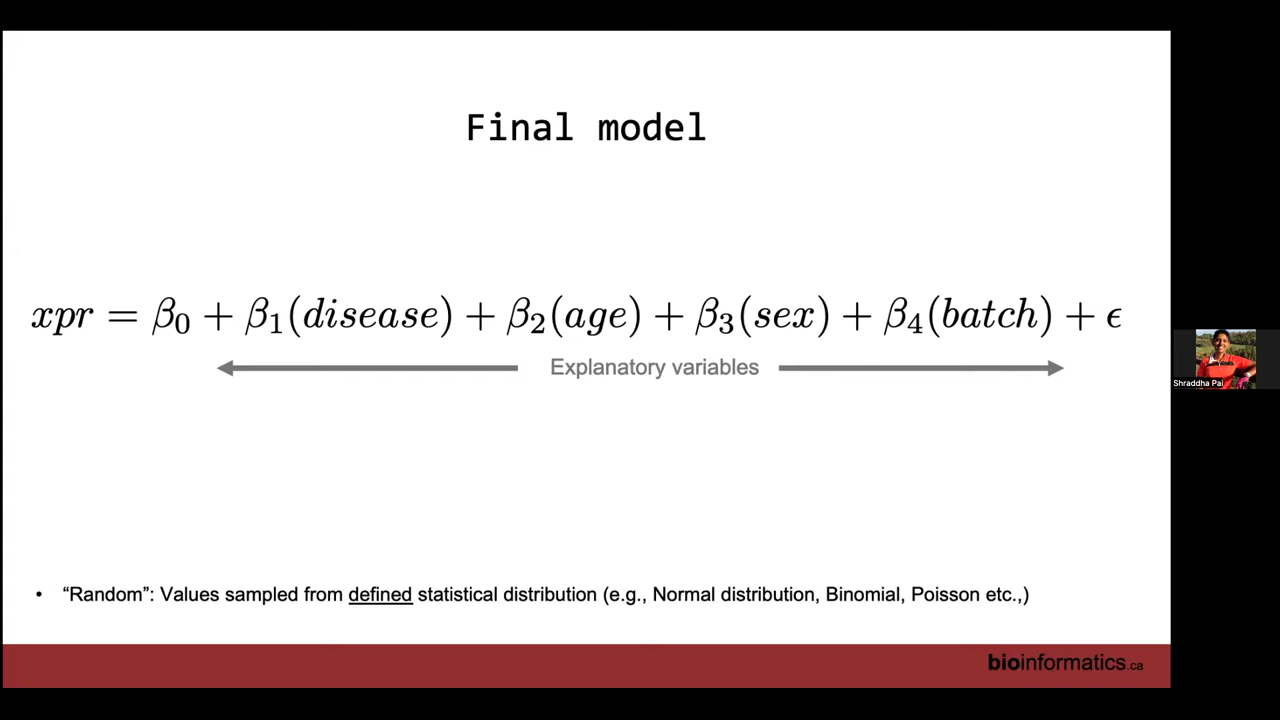 Final model
xpr = β₀ + β₁(disease) + β₂(age) + β₃(sex) + β₄(batch) + ϵ
Explanatory variables
Shraddha Pai
• “Random”: Values sampled from defined statistical distribution (e.g., Normal distribution, Binomial, Poisson etc.,)
bioinformatics.ca